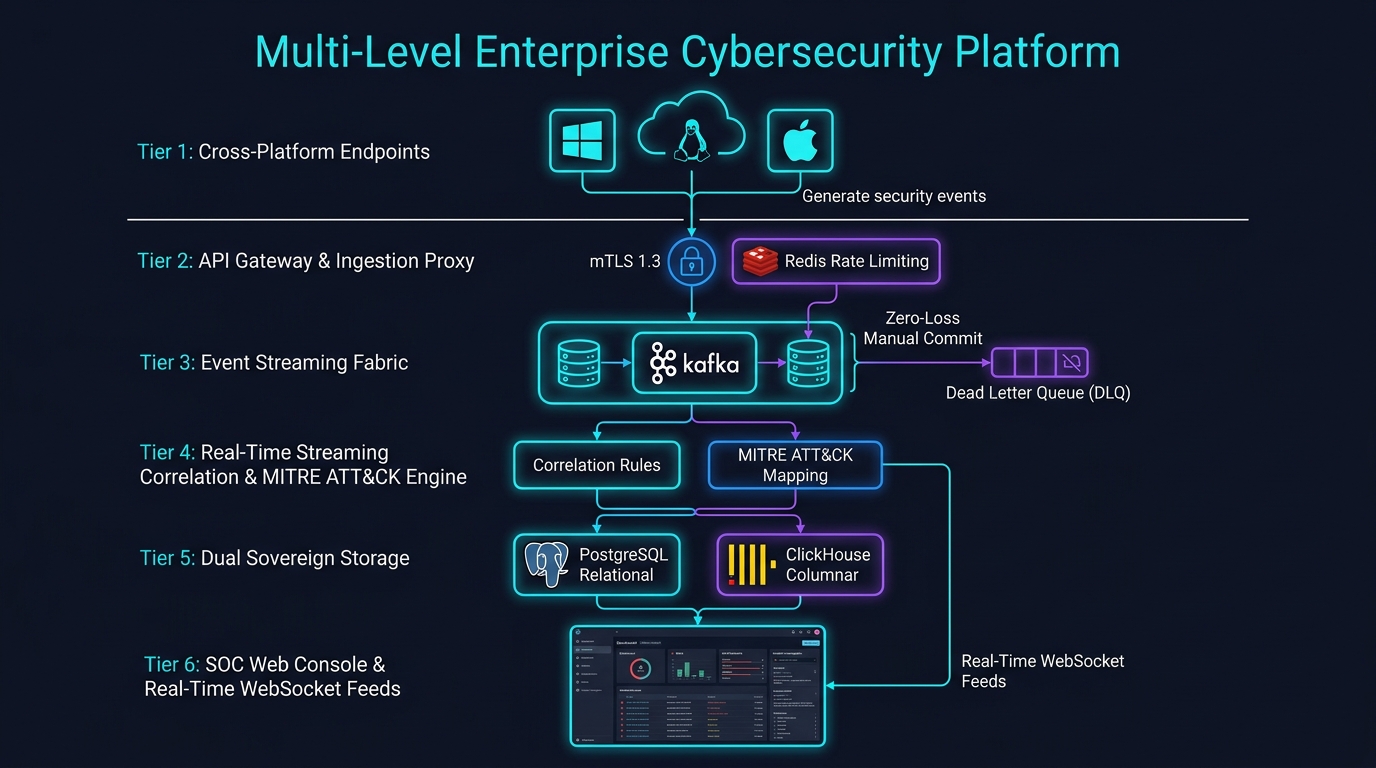 Multi-Level Enterprise Cybersecurity Platform
Tier 1: Cross-Platform Endpoints
Generate security events
Tier 2: API Gateway & Ingestion Proxy
mTLS 1.3
Redis Rate Limiting
Zero-Loss
Manual Commit
Tier 3: Event Streaming Fabric
kafka
Dead Letter Queue (DLQ)
Tier 4: Real-Time Streaming
Correlation & MITRE ATT&CK Engine
Correlation Rules
MITRE ATT&CK
Mapping
Tier 5: Dual Sovereign Storage
PostgreSQL
Relational
ClickHouse
Columnar
Tier 6: SOC Web Console &
Real-Time WebSocket Feeds
Real-Time WebSocket
Feeds